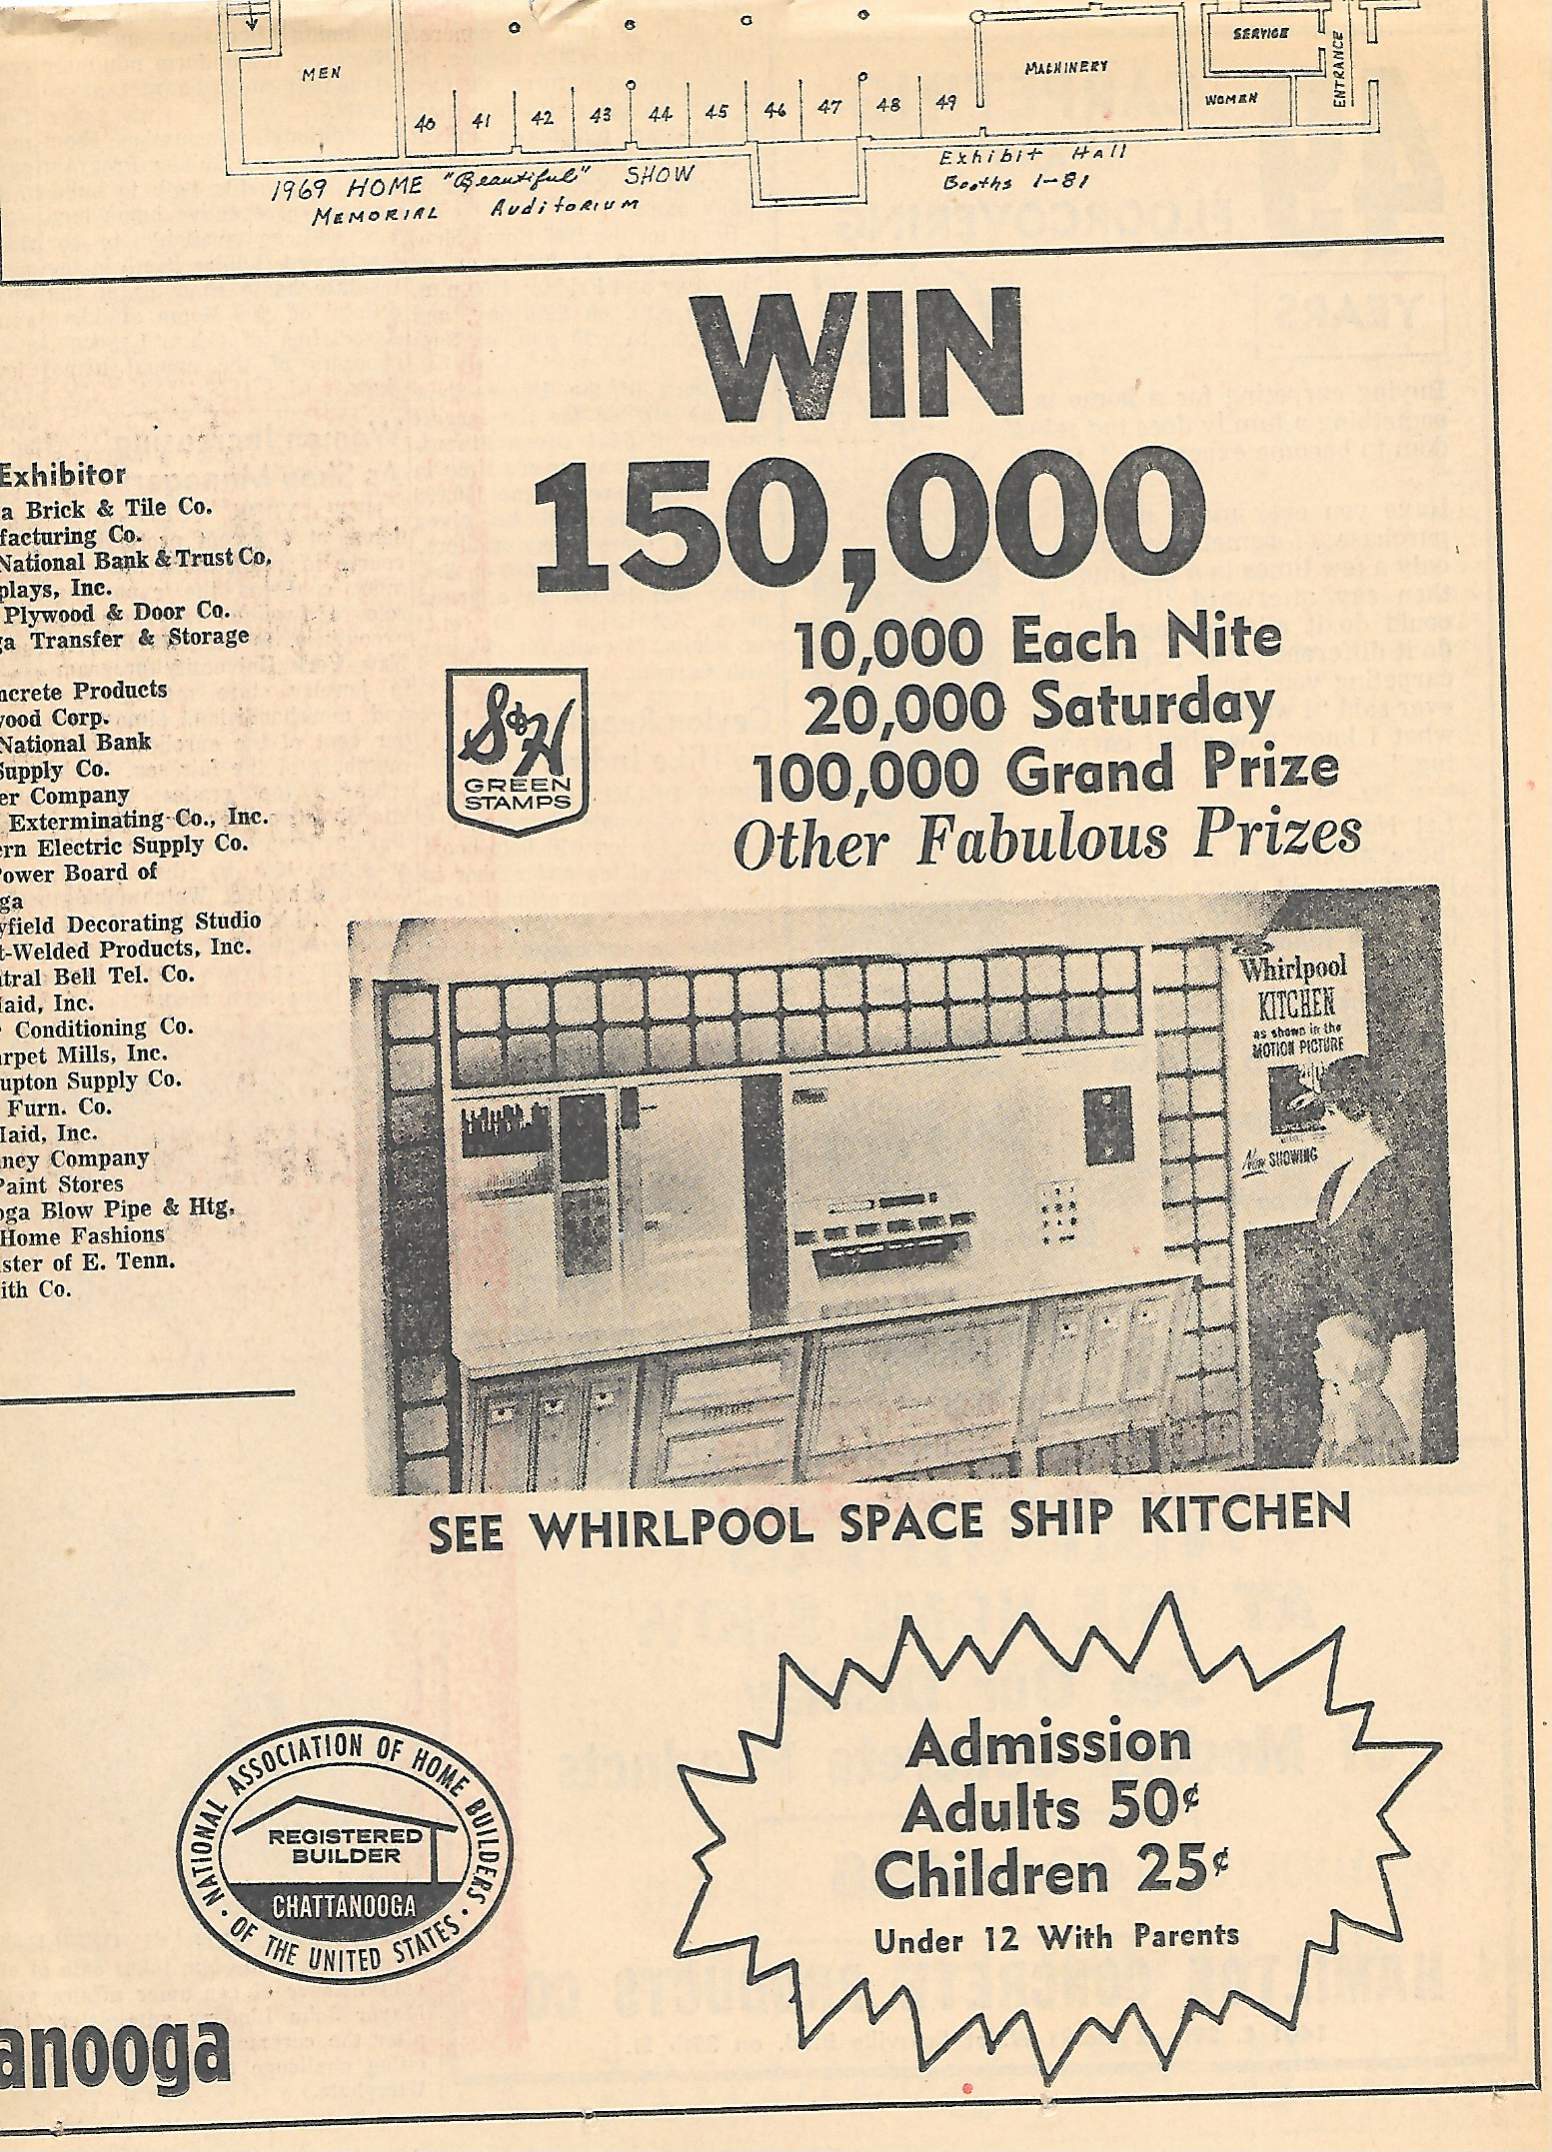 SERVICE
MEN
MACHINERY
ENTRANCE
WOMEN
40 41 42 43 44 45 46 47 48 49
1969 HOME "Beautiful" SHOW
MEMORIAL Auditorium
Exhibit Hall
Booths 1-81
WIN
150,000
10,000 Each Nite
20,000 Saturday
100,000 Grand Prize
Other Fabulous Prizes
S&H
GREEN
STAMPS
Exhibitor
a Brick & Tile Co.
facturing Co.
National Bank & Trust Co.
plays, Inc.
Plywood & Door Co.
ga Transfer & Storage
ncrete Products
wood Corp.
National Bank
Supply Co.
er Company
Exterminating Co., Inc.
ern Electric Supply Co.
Power Board of
ga
yfield Decorating Studio
t-Welded Products, Inc.
ntral Bell Tel. Co.
Maid, Inc.
r Conditioning Co.
arpet Mills, Inc.
upton Supply Co.
Furn. Co.
Maid, Inc.
nney Company
Paint Stores
oga Blow Pipe & Htg.
Home Fashions
ster of E. Tenn.
ith Co.
Whirlpool
KITCHEN
as shown in the
MOTION PICTURE
Now SHOWING
SEE WHIRLPOOL SPACE SHIP KITCHEN
NATIONAL ASSOCIATION OF HOME BUILDERS
REGISTERED
BUILDER
CHATTANOOGA
• OF THE UNITED STATES •
Admission
Adults 50¢
Children 25¢
Under 12 With Parents
anooga